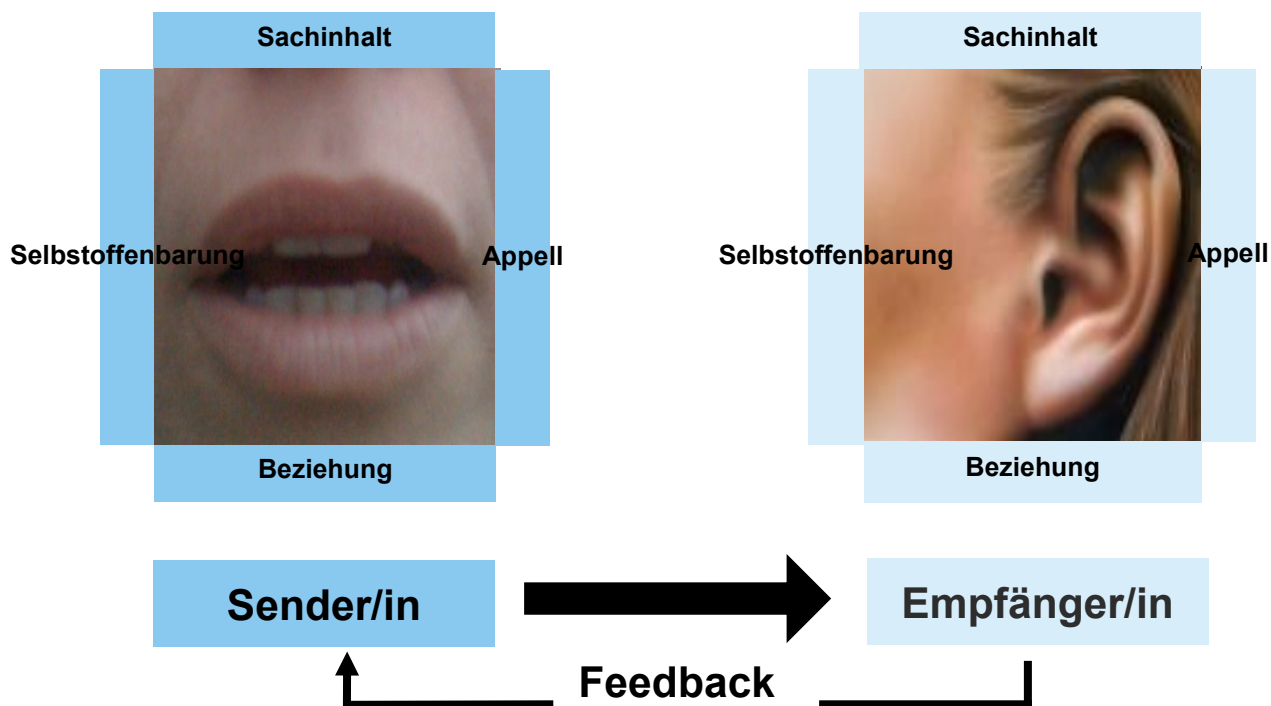 Sachinhalt
Selbstoffenbarung
Appell
Beziehung
Sachinhalt
Selbstoffenbarung
Appell
Beziehung
Sender/in
Empfänger/in
Feedback